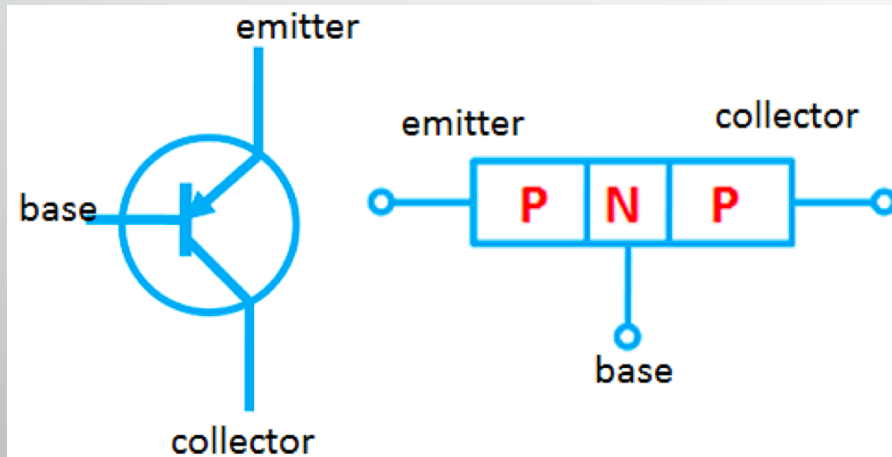 emitter
base
collector
emitter
collector
P N P
base